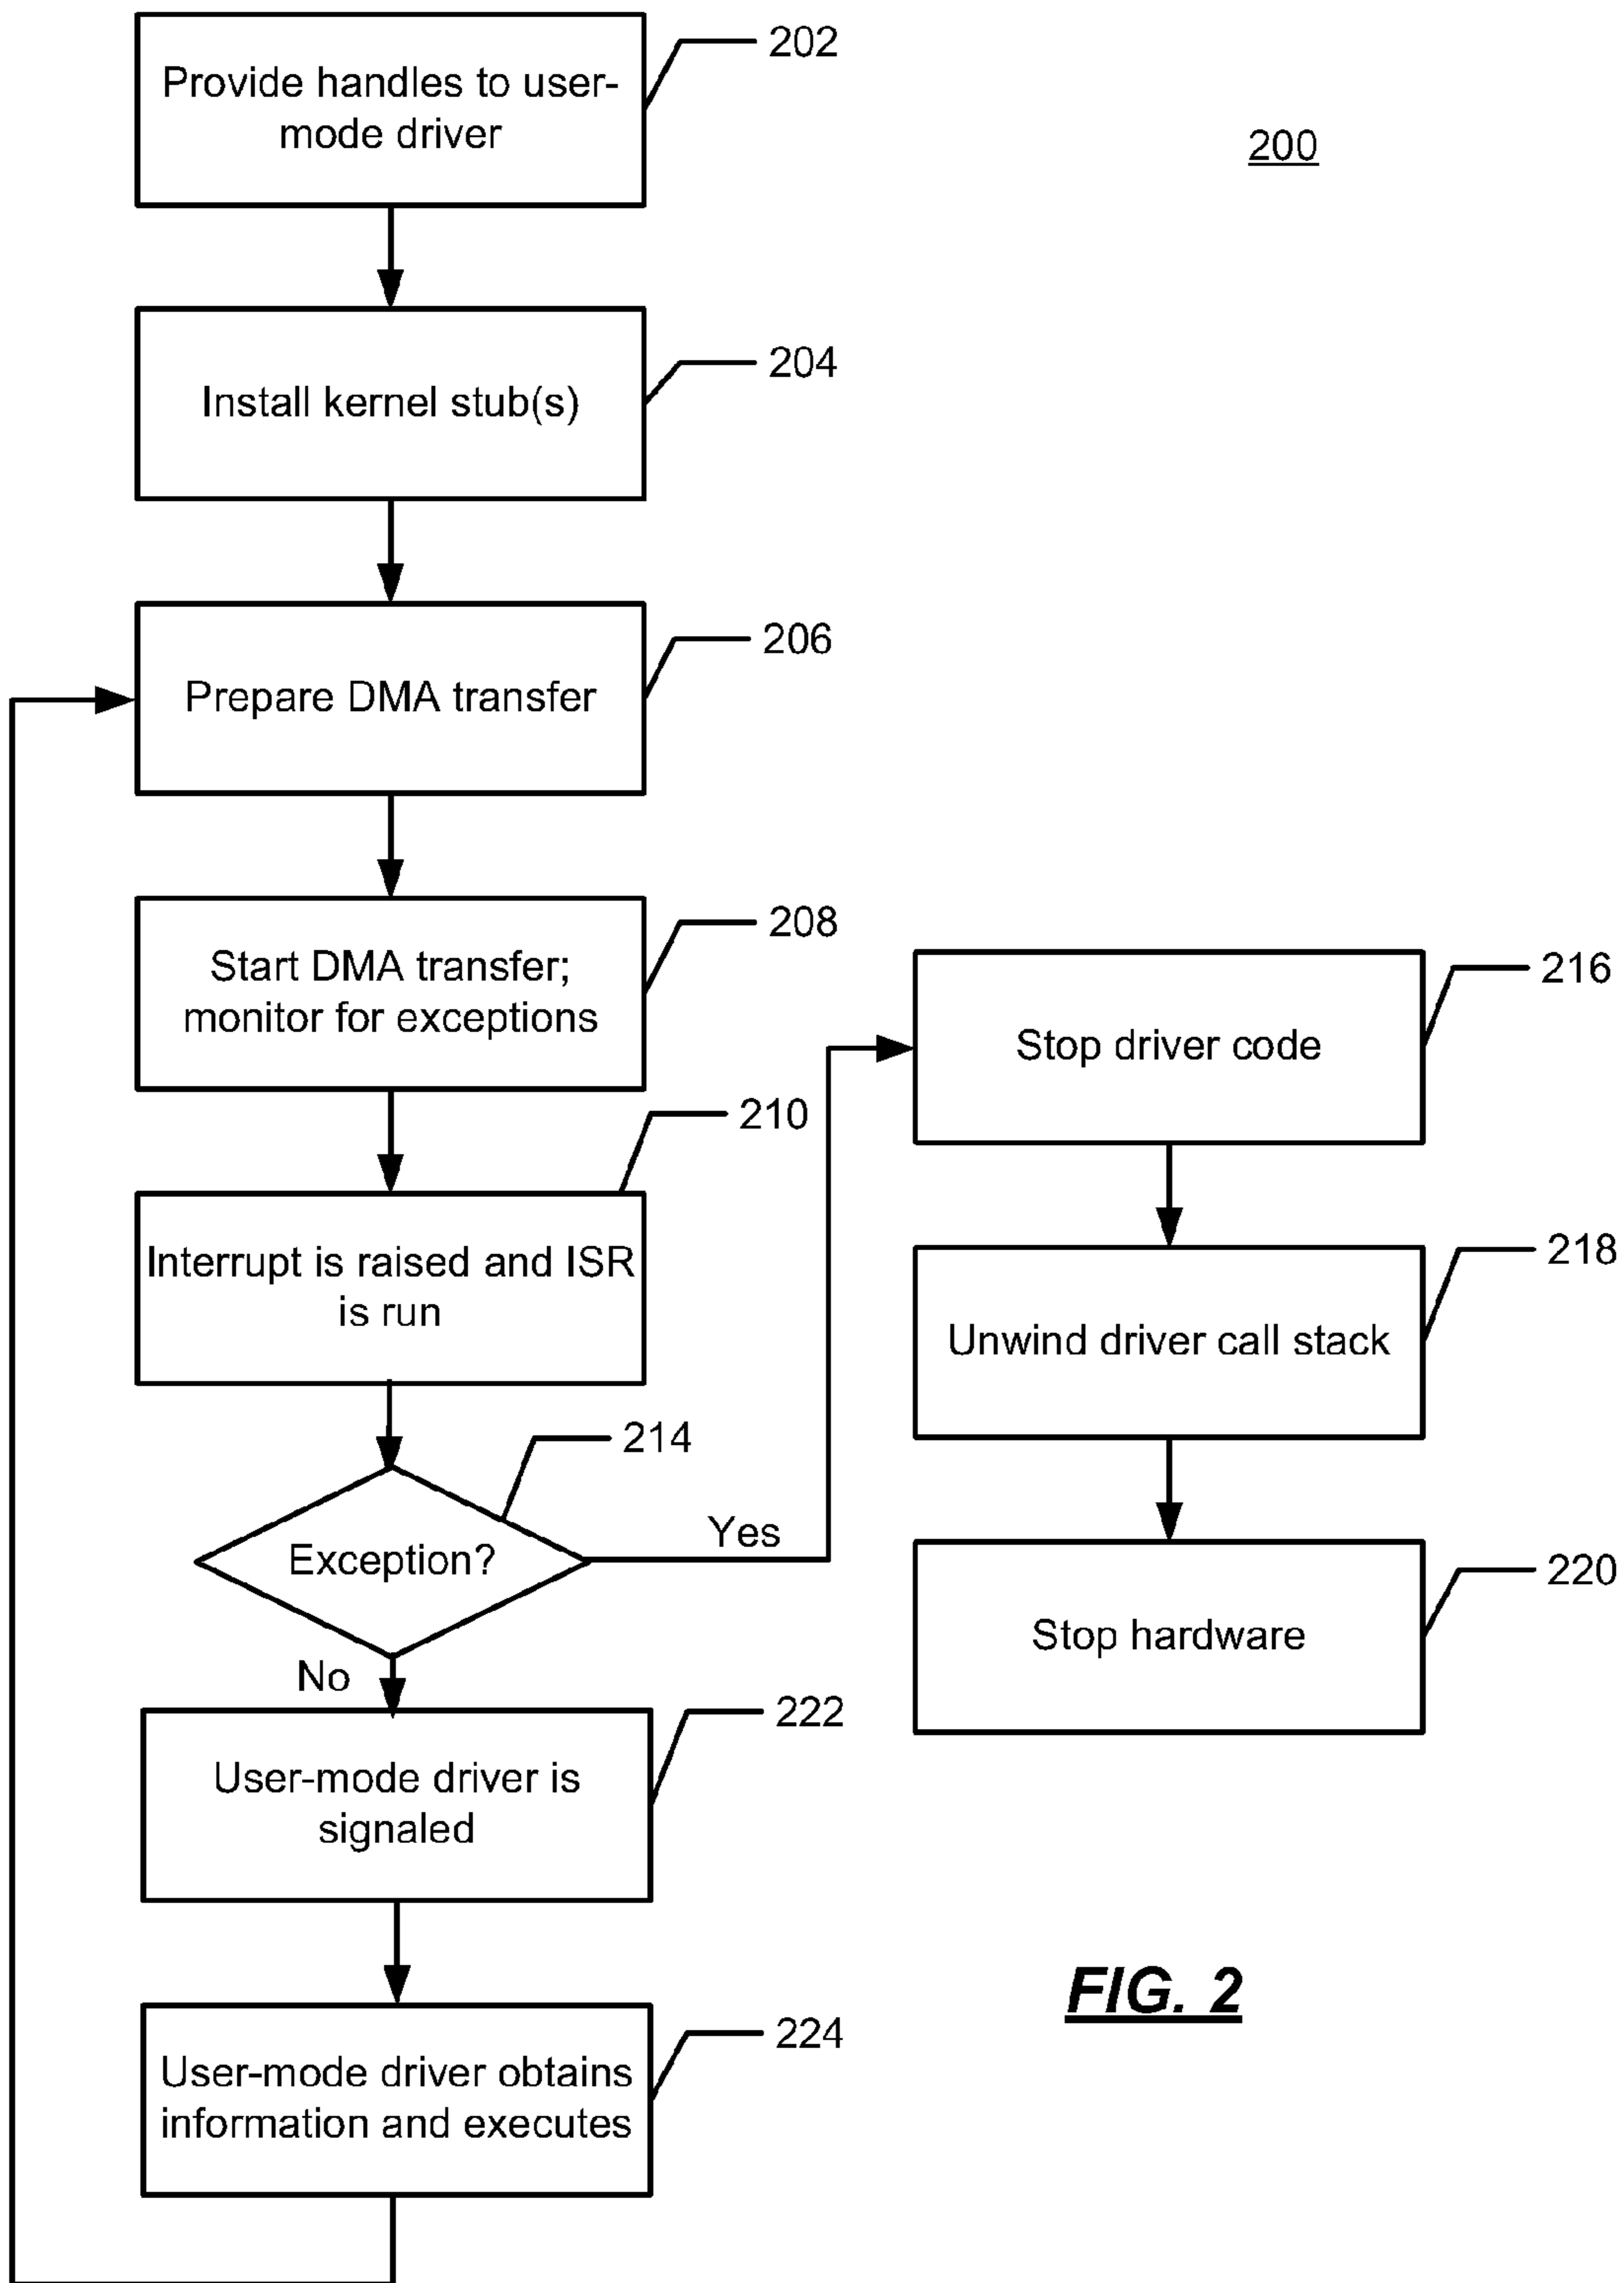 202
Provide handles to user-
mode driver
200
204
Install kernel stub(s)
206
Prepare DMA transfer
208
Start DMA transfer;
monitor for exceptions
210
Interrupt is raised and ISR
is run
214
Exception?
Yes
No
216
Stop driver code
218
Unwind driver call stack
220
Stop hardware
222
User-mode driver is
signaled
224
User-mode driver obtains
information and executes
FIG. 2